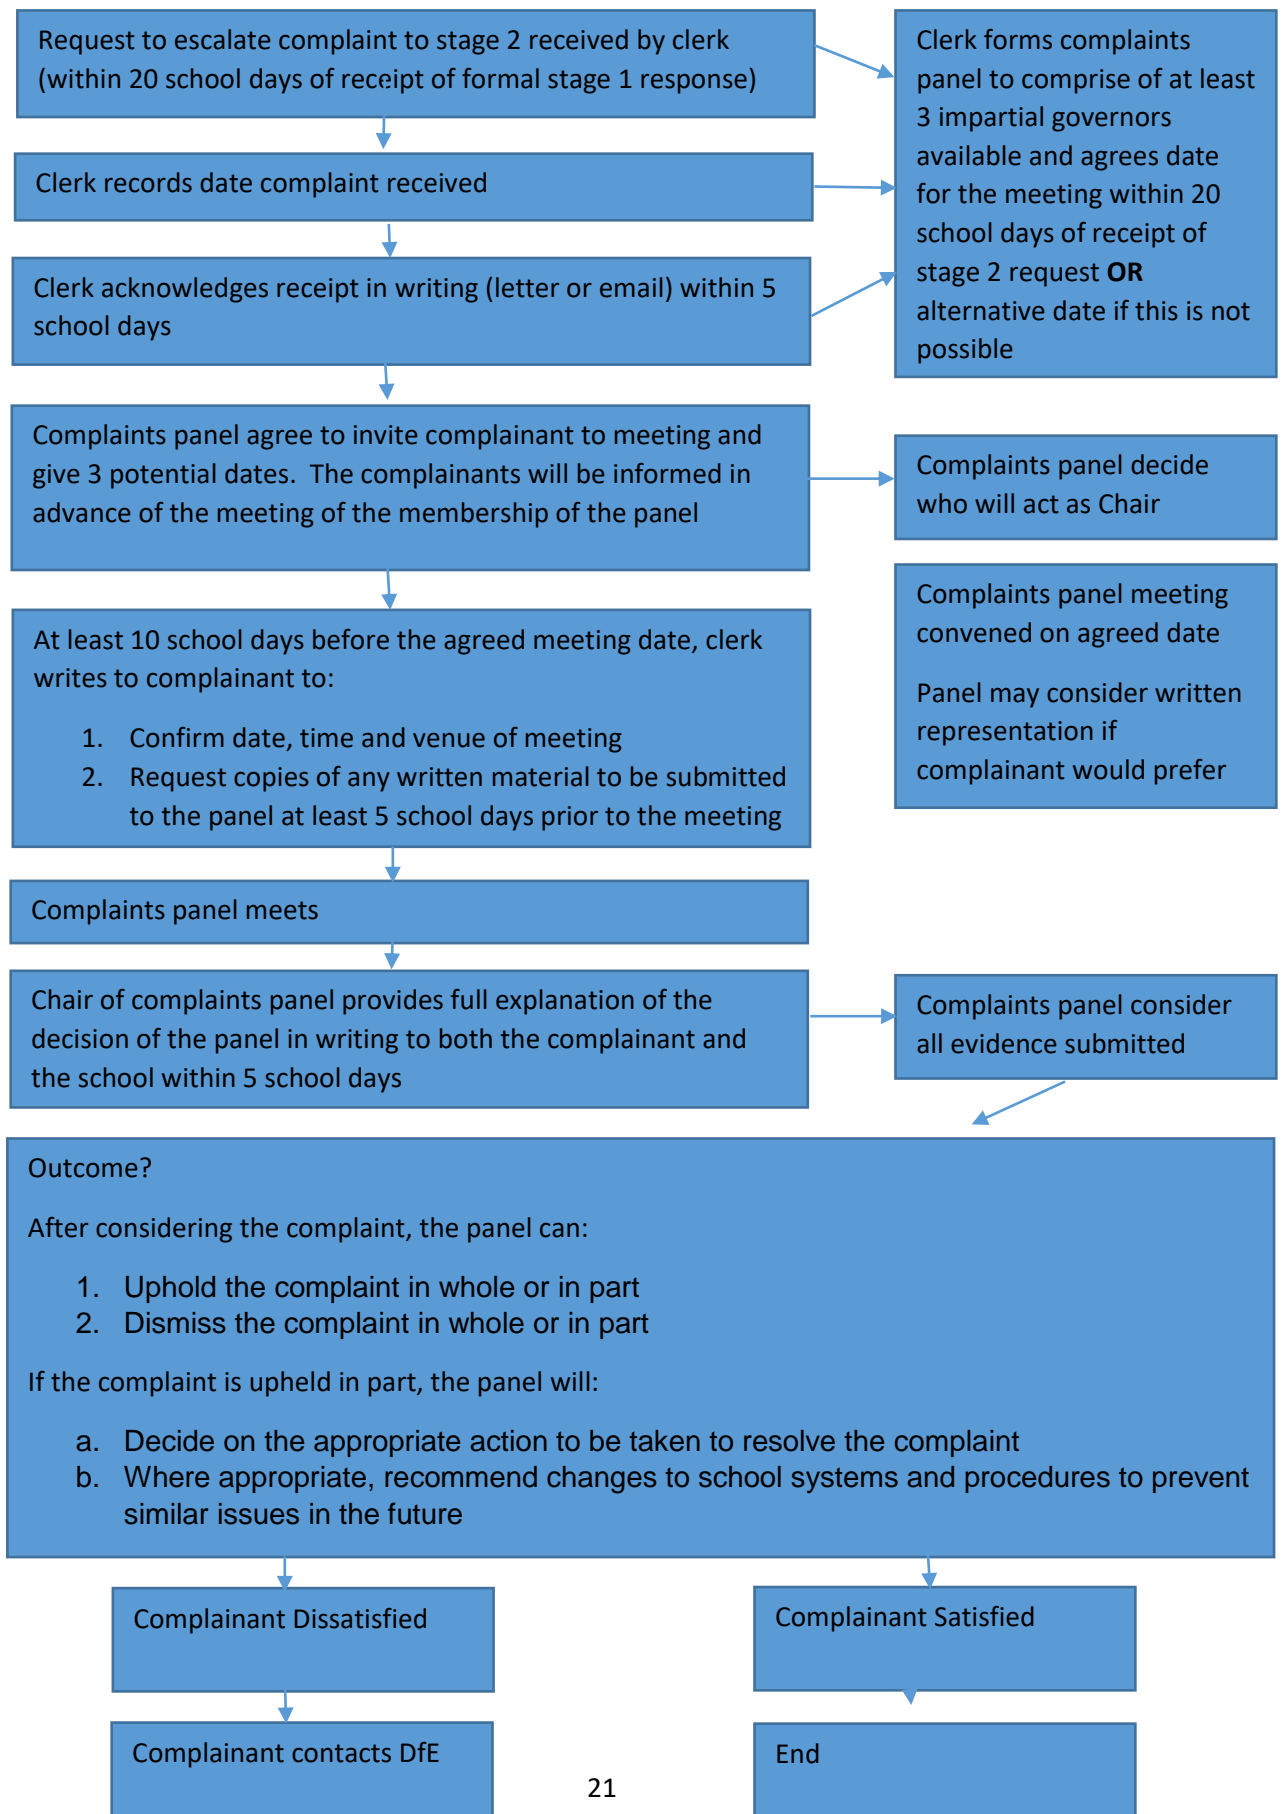 Request to escalate complaint to stage 2 received by clerk
(within 20 school days of receipt of formal stage 1 response)
Clerk forms complaints
panel to comprise of at least
3 impartial governors
available and agrees date
for the meeting within 20
school days of receipt of
stage 2 request OR
alternative date if this is not
possible
Clerk records date complaint received
Clerk acknowledges receipt in writing (letter or email) within 5
school days
Complaints panel agree to invite complainant to meeting and
give 3 potential dates.  The complainants will be informed in
advance of the meeting of the membership of the panel
Complaints panel decide
who will act as Chair
Complaints panel meeting
convened on agreed date
Panel may consider written
representation if
complainant would prefer
At least 10 school days before the agreed meeting date, clerk
writes to complainant to:
1. Confirm date, time and venue of meeting
2. Request copies of any written material to be submitted
to the panel at least 5 school days prior to the meeting
Complaints panel meets
Chair of complaints panel provides full explanation of the
decision of the panel in writing to both the complainant and
the school within 5 school days
Complaints panel consider
all evidence submitted
Outcome?
After considering the complaint, the panel can:
1. Uphold the complaint in whole or in part
2. Dismiss the complaint in whole or in part
If the complaint is upheld in part, the panel will:
a. Decide on the appropriate action to be taken to resolve the complaint
b. Where appropriate, recommend changes to school systems and procedures to prevent
similar issues in the future
Complainant Dissatisfied
Complainant Satisfied
Complainant contacts DfE
End
21